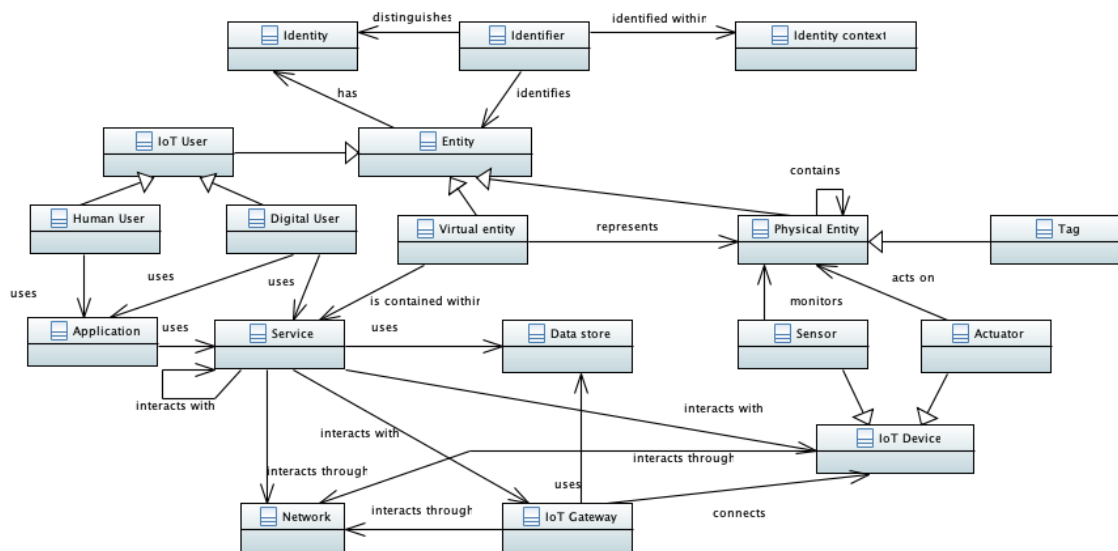 distinguishes
identified within
Identity
Identifier
Identity context
has
identifies
IoT User
Entity
contains
Human User
Digital User
Virtual entity
represents
Physical Entity
Tag
uses
uses
uses
is contained within
monitors
acts on
Application
uses
Service
uses
Data store
Sensor
Actuator
interacts with
interacts with
interacts with
IoT Device
interacts through
interacts through
uses
Network
interacts through
IoT Gateway
connects